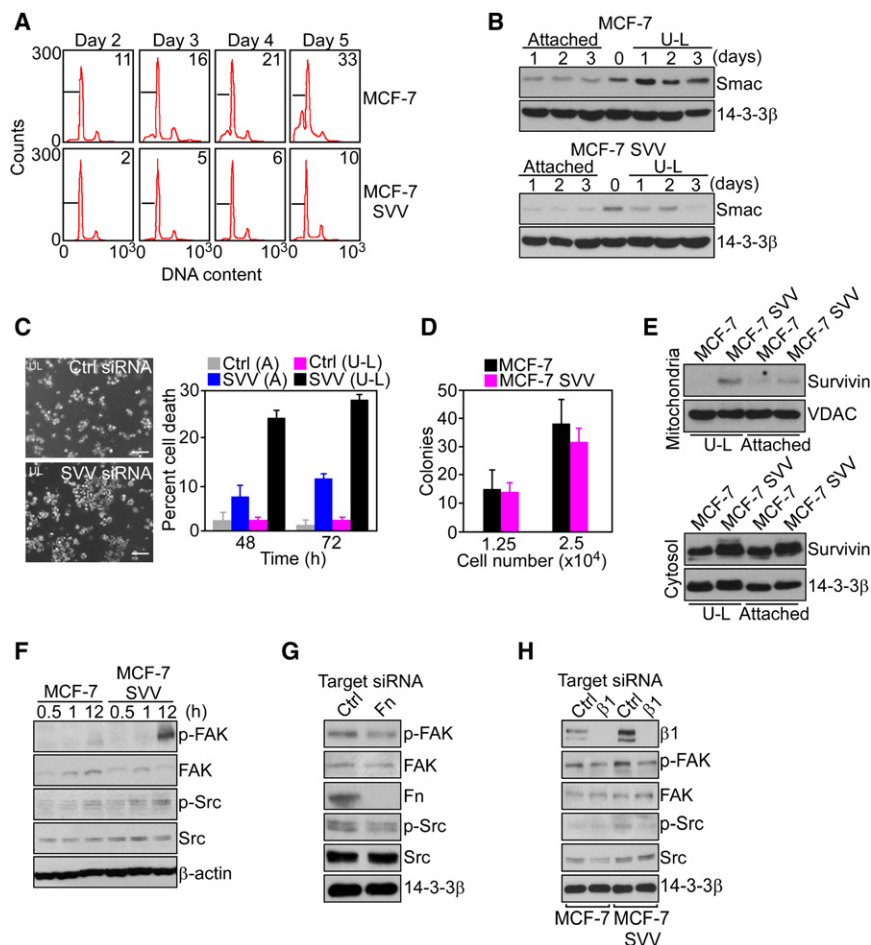 A
Day 2 Day 3 Day 4 Day 5
300 11 16 21 33
MCF-7
0
Counts
300 2 5 6 10
MCF-7
SVV
0
0 10³ 0 10³ 0 10³ 0 10³
DNA content
B
MCF-7
Attached U-L
1 2 3 0 1 2 3 (days)
Smac
14-3-3β
MCF-7 SVV
Attached U-L
1 2 3 0 1 2 3 (days)
Smac
14-3-3β
C
UL Ctrl siRNA
UL SVV siRNA
Ctrl (A) Ctrl (U-L)
SVV (A) SVV (U-L)
Percent cell death
30
20
10
0
48 72
Time (h)
D
MCF-7
MCF-7 SVV
Colonies
50
40
30
20
10
0
1.25 2.5
Cell number (x10⁴)
E
MCF-7 MCF-7 SVV MCF-7 MCF-7 SVV
Mitochondria
Survivin
VDAC
U-L Attached
MCF-7 MCF-7 SVV MCF-7 MCF-7 SVV
Cytosol
Survivin
14-3-3β
U-L Attached
F
MCF-7 MCF-7
SVV
0.5 1 12 0.5 1 12 (h)
p-FAK
FAK
p-Src
Src
β-actin
G
Target siRNA
Ctrl Fn
p-FAK
FAK
Fn
p-Src
Src
14-3-3β
H
Target siRNA
Ctrl β1 Ctrl β1
β1
p-FAK
FAK
p-Src
Src
14-3-3β
MCF-7 MCF-7
SVV